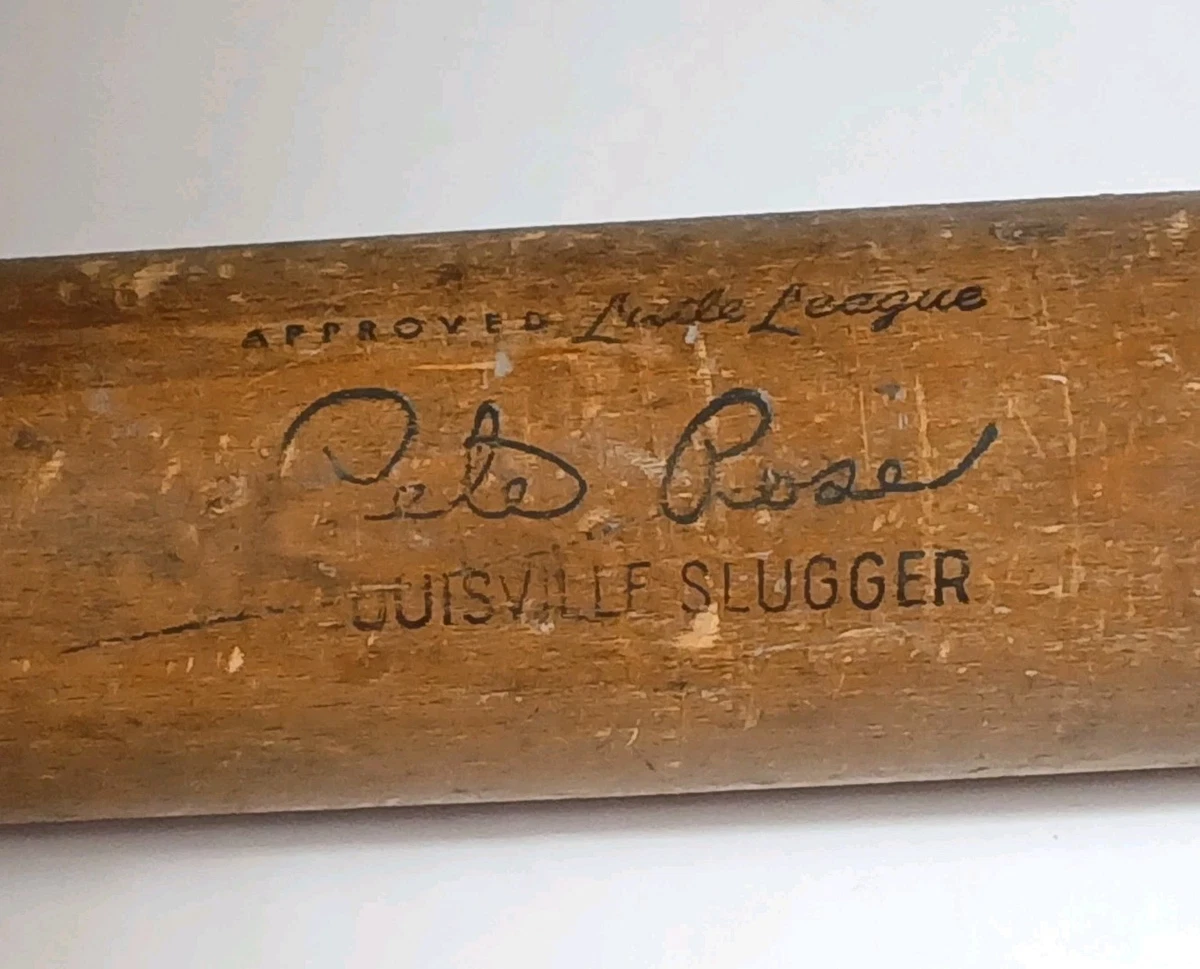 APPROVED Little League
Pete Rose
LOUISVILLE SLUGGER